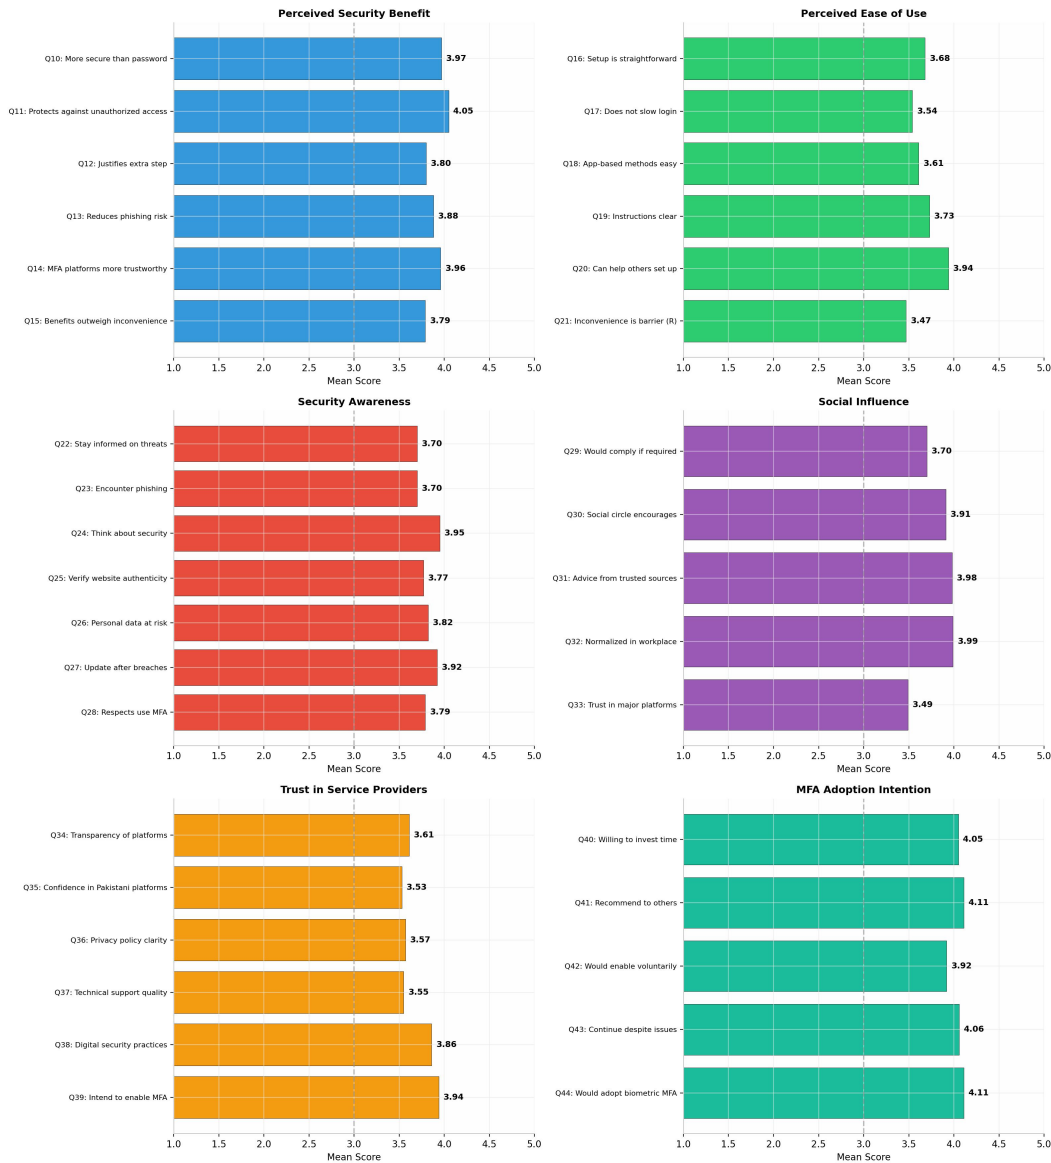 Perceived Security Benefit
Q10: More secure than password
3.97
Q11: Protects against unauthorized access
4.05
Q12: Justifies extra step
3.80
Q13: Reduces phishing risk
3.88
Q14: MFA platforms more trustworthy
3.96
Q15: Benefits outweigh inconvenience
3.79
1.0 1.5 2.0 2.5 3.0 3.5 4.0 4.5 5.0
Mean Score
Perceived Ease of Use
Q16: Setup is straightforward
3.68
Q17: Does not slow login
3.54
Q18: App-based methods easy
3.61
Q19: Instructions clear
3.73
Q20: Can help others set up
3.94
Q21: Inconvenience is barrier (R)
3.47
1.0 1.5 2.0 2.5 3.0 3.5 4.0 4.5 5.0
Mean Score
Security Awareness
Q22: Stay informed on threats
3.70
Q23: Encounter phishing
3.70
Q24: Think about security
3.95
Q25: Verify website authenticity
3.77
Q26: Personal data at risk
3.82
Q27: Update after breaches
3.92
Q28: Respects use MFA
3.79
1.0 1.5 2.0 2.5 3.0 3.5 4.0 4.5 5.0
Mean Score
Social Influence
Q29: Would comply if required
3.70
Q30: Social circle encourages
3.91
Q31: Advice from trusted sources
3.98
Q32: Normalized in workplace
3.99
Q33: Trust in major platforms
3.49
1.0 1.5 2.0 2.5 3.0 3.5 4.0 4.5 5.0
Mean Score
Trust in Service Providers
Q34: Transparency of platforms
3.61
Q35: Confidence in Pakistani platforms
3.53
Q36: Privacy policy clarity
3.57
Q37: Technical support quality
3.55
Q38: Digital security practices
3.86
Q39: Intend to enable MFA
3.94
1.0 1.5 2.0 2.5 3.0 3.5 4.0 4.5 5.0
Mean Score
MFA Adoption Intention
Q40: Willing to invest time
4.05
Q41: Recommend to others
4.11
Q42: Would enable voluntarily
3.92
Q43: Continue despite issues
4.06
Q44: Would adopt biometric MFA
4.11
1.0 1.5 2.0 2.5 3.0 3.5 4.0 4.5 5.0
Mean Score